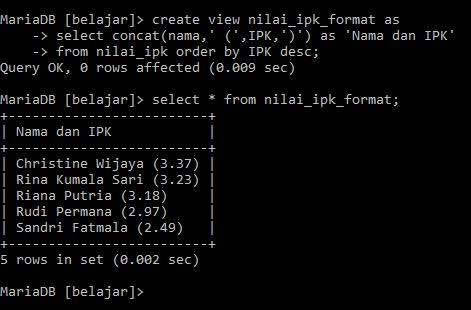 MariaDB [belajar]> create view nilai_ipk_format as
    -> select concat(nama,' (',IPK,')') as 'Nama dan IPK'
    -> from nilai_ipk order by IPK desc;
Query OK, 0 rows affected (0.009 sec)

MariaDB [belajar]> select * from nilai_ipk_format;
+-------------------------+
| Nama dan IPK            |
+-------------------------+
| Christine Wijaya (3.37) |
| Rina Kumala Sari (3.23) |
| Riana Putria (3.18)     |
| Rudi Permana (2.97)     |
| Sandri Fatmala (2.49)   |
+-------------------------+
5 rows in set (0.002 sec)

MariaDB [belajar]>